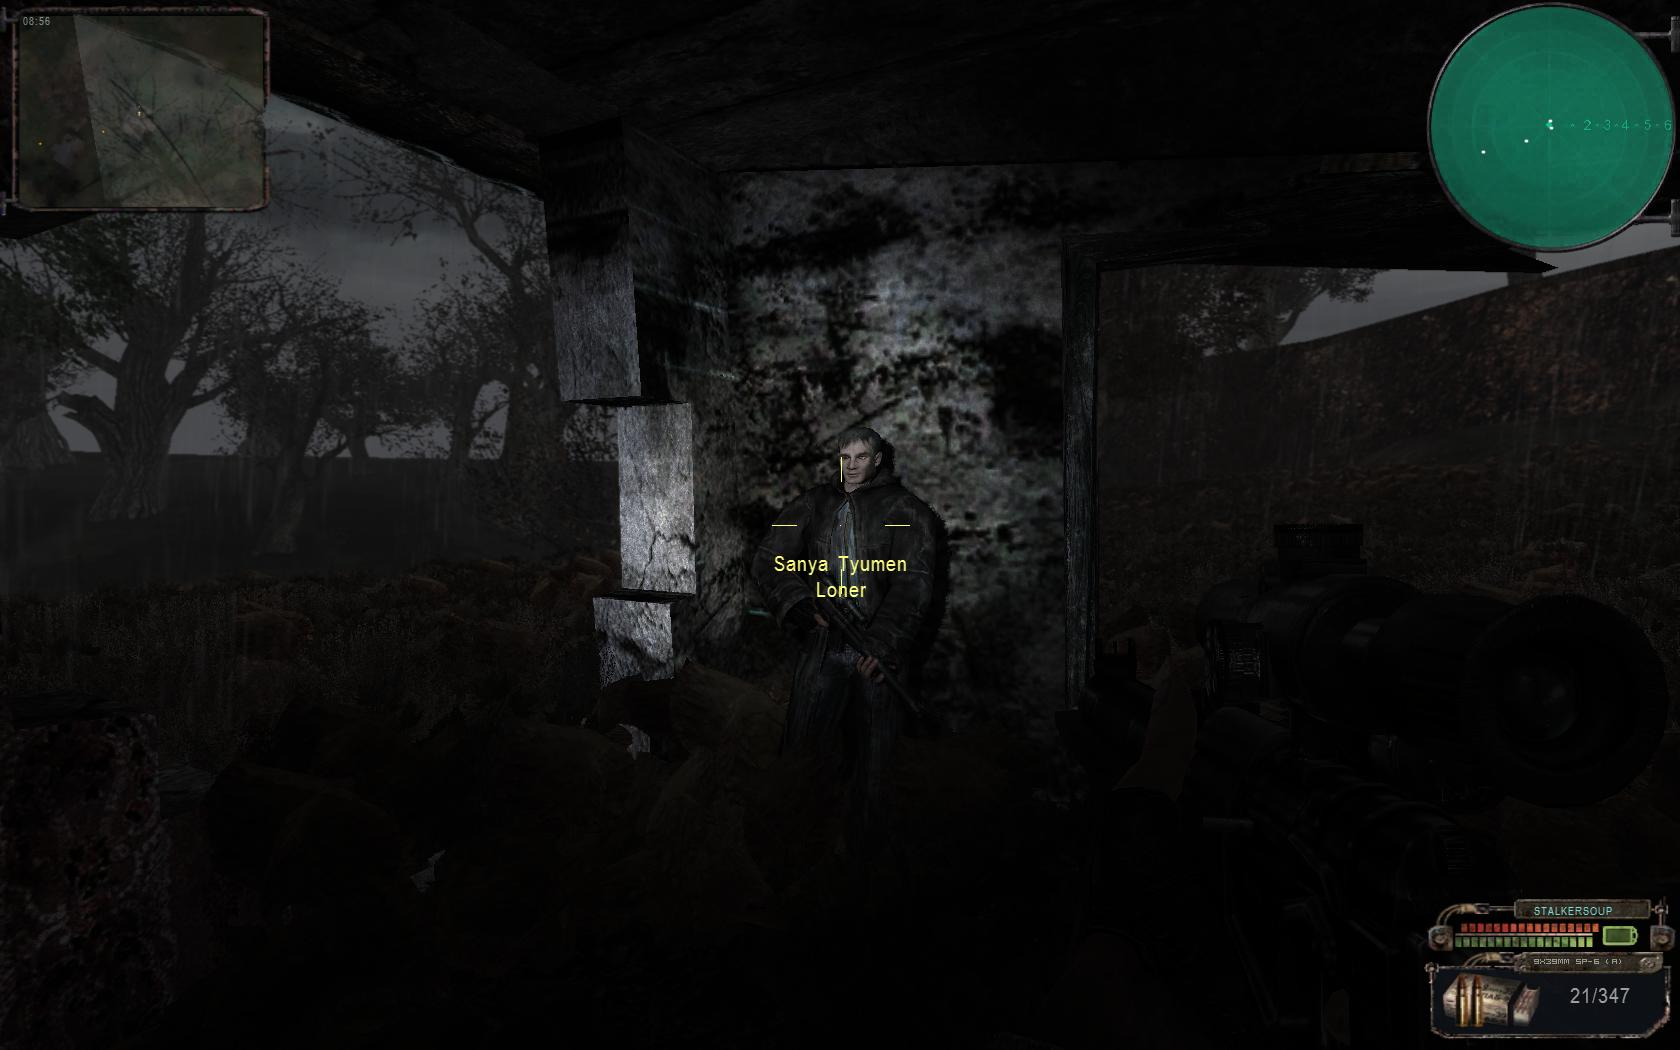 08:56
2-3-4-5-6
Sanya Tyumen
Loner
STALKERSOUP
9X39MM SP-6 (A)
21/347